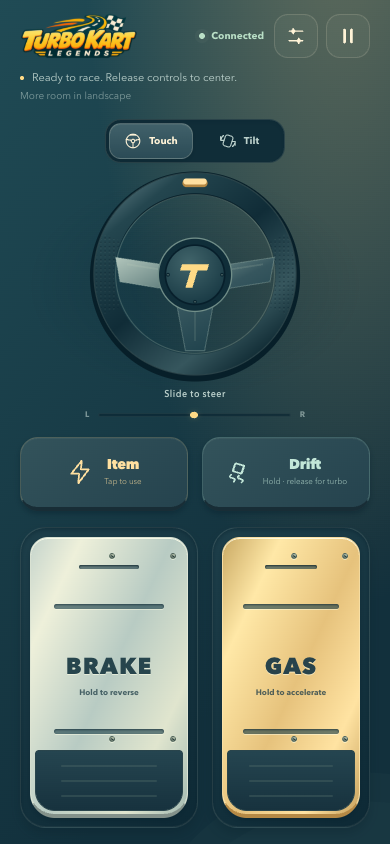 TURBO KART
LEGENDS
Connected
Ready to race. Release controls to center.
More room in landscape
Touch
Tilt
T
Slide to steer
L
R
Item
Tap to use
Drift
Hold · release for turbo
BRAKE
Hold to reverse
GAS
Hold to accelerate